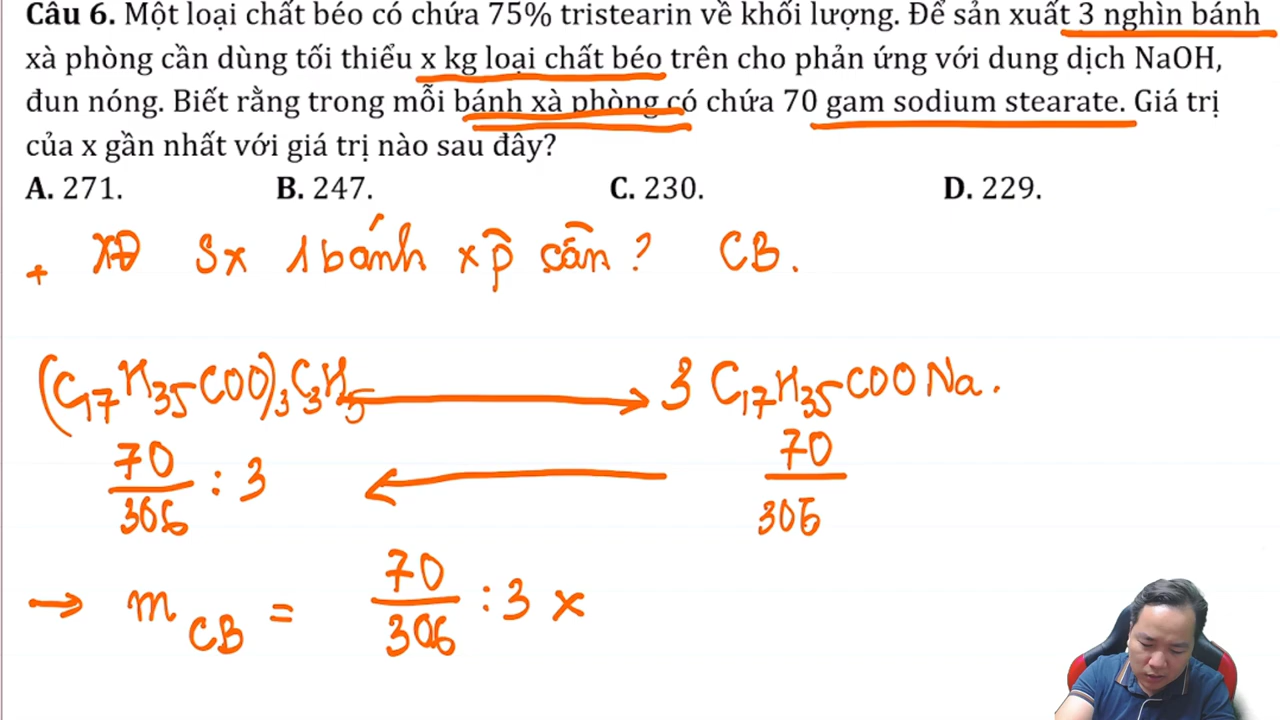 Câu 6. Một loại chất béo có chứa 75% tristearin về khối lượng. Để sản xuất 3 nghìn bánh
xà phòng cần dùng tối thiểu x kg loại chất béo trên cho phản ứng với dung dịch NaOH,
đun nóng. Biết rằng trong mỗi bánh xà phòng có chứa 70 gam sodium stearate. Giá trị
của x gần nhất với giá trị nào sau đây?
A. 271. B. 247. C. 230. D. 229.
+ XĐ Sx 1 bánh xp̂ cần? CB.
(C₁₇H₃₅COO)₃C₃H₅ ⟶ 3 C₁₇H₃₅COONa.
70/306 : 3 ⟵ 70/306
→ m CB = 70/306 : 3 x